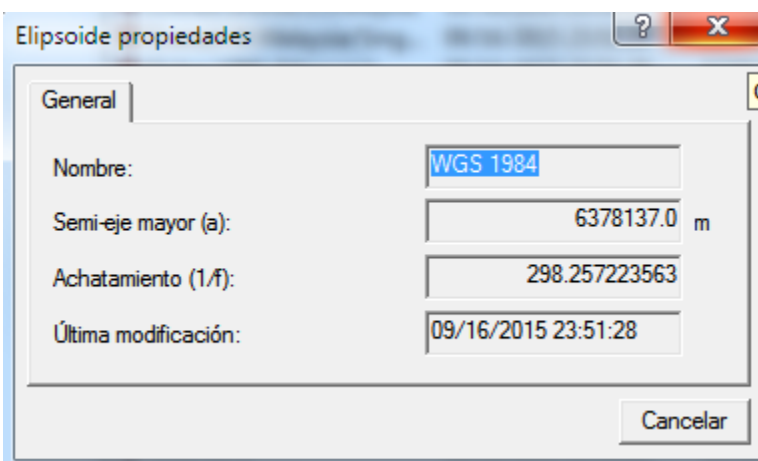 Elipsoide propiedades
General
Nombre: WGS 1984
Semi-eje mayor (a): 6378137.0 m
Achatamiento (1/f): 298.257223563
Última modificación: 09/16/2015 23:51:28
Cancelar